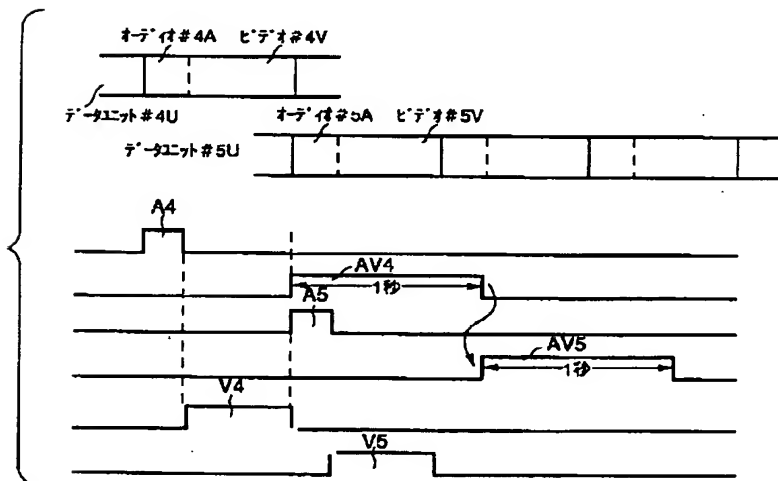 オーディオ#4A
ビデオ#4V
データユニット#4U
オーディオ#5A
ビデオ#5V
データユニット#5U
A4
AV4
1秒
A5
AV5
1秒
V4
V5